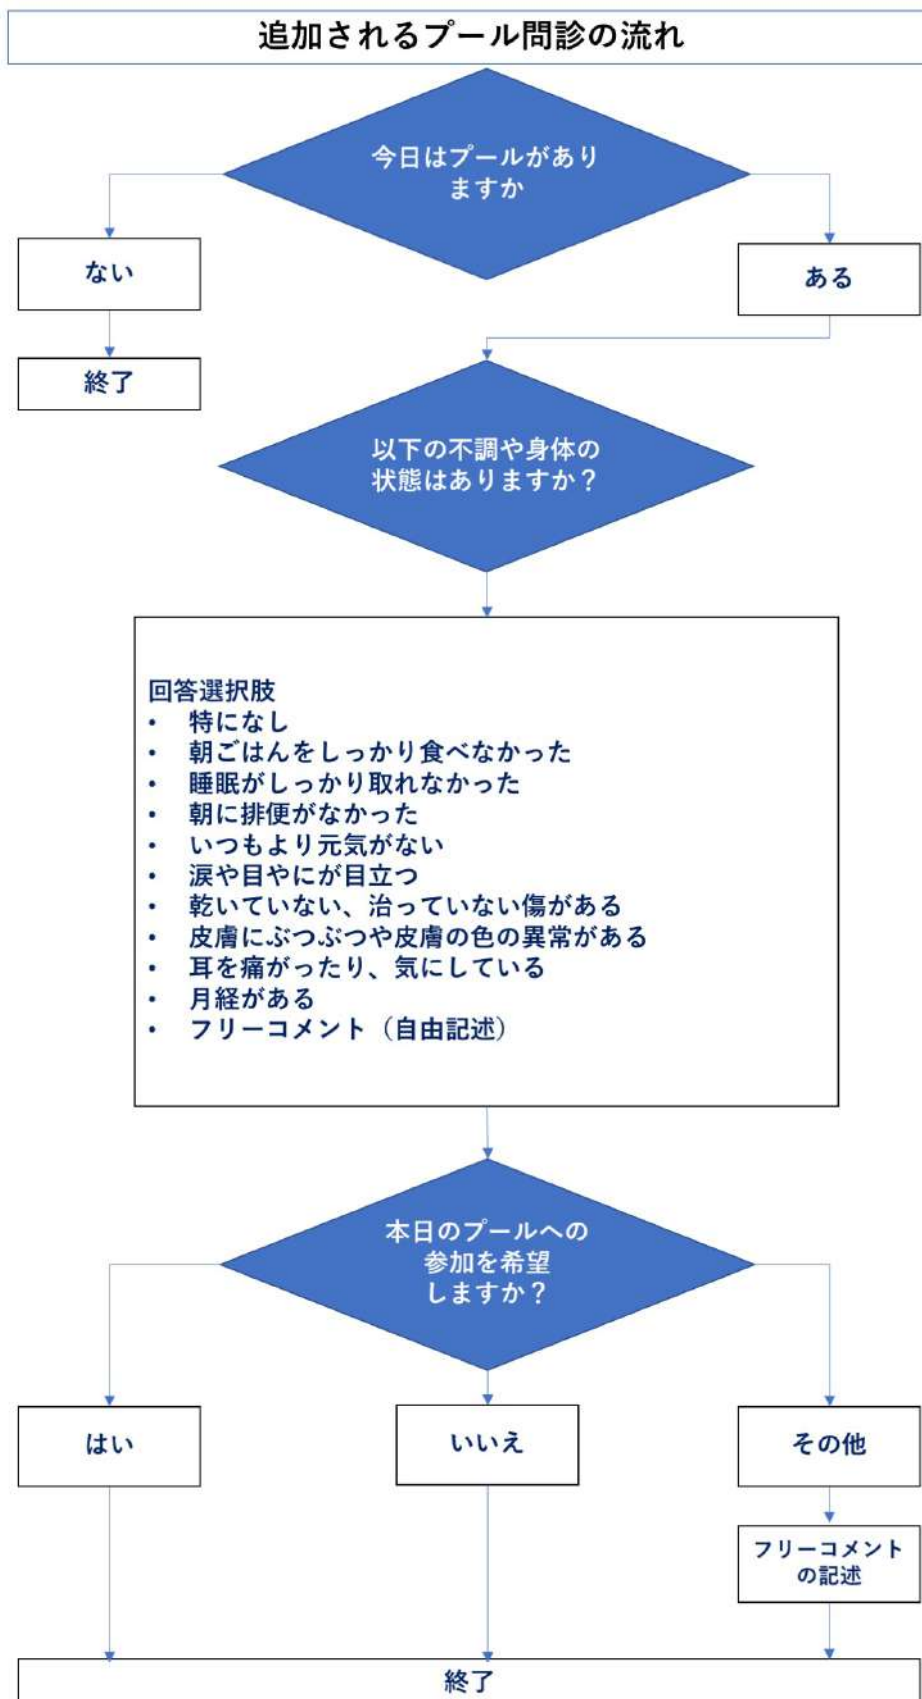 追加されるプール問診の流れ
今日はプールがあり
ますか
ない
ある
終了
以下の不調や身体の
状態はありますか？
回答選択肢
• 特になし
• 朝ごはんをしっかり食べなかった
• 睡眠がしっかり取れなかった
• 朝に排便がなかった
• いつもより元気がない
• 涙や目やにが目立つ
• 乾いていない、治っていない傷がある
• 皮膚にぶつぶつや皮膚の色の異常がある
• 耳を痛がったり、気にしている
• 月経がある
• フリーコメント（自由記述）
本日のプールへの
参加を希望
しますか？
はい
いいえ
その他
フリーコメント
の記述
終了